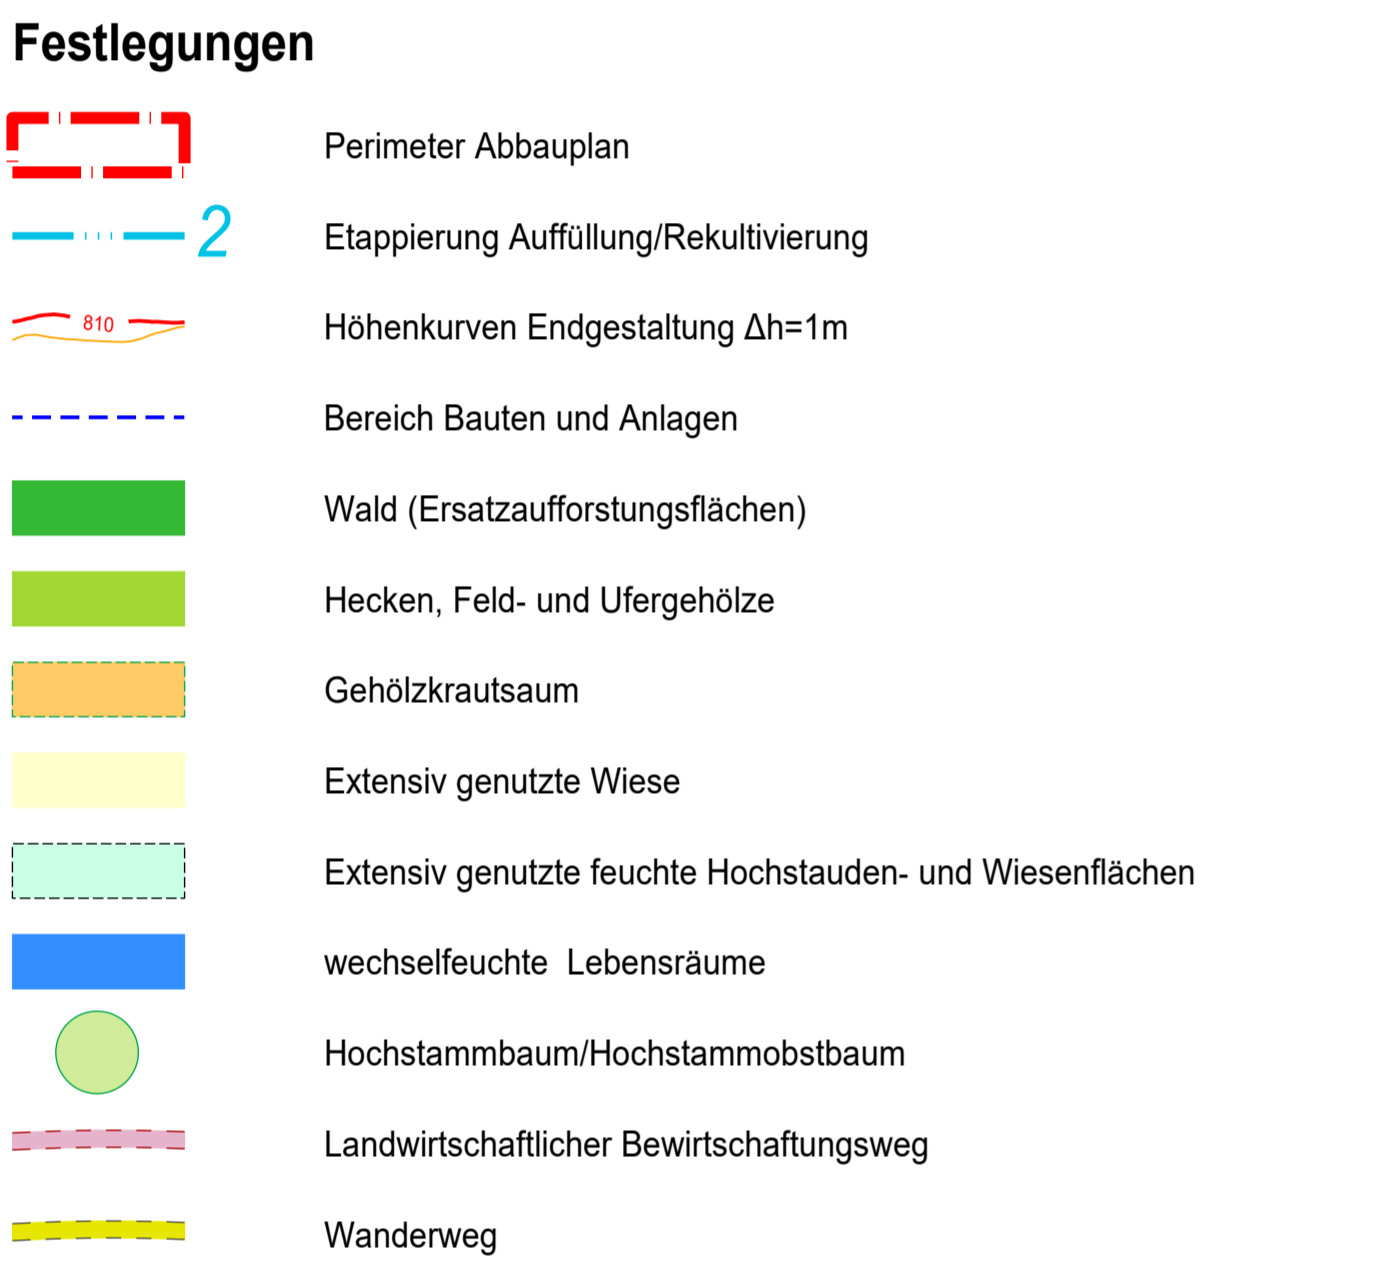 Festlegungen
Perimeter Abbauplan
2 Etappierung Auffüllung/Rekultivierung
810 Höhenkurven Endgestaltung Δh=1m
Bereich Bauten und Anlagen
Wald (Ersatzaufforstungsflächen)
Hecken, Feld- und Ufergehölze
Gehölzkrautsaum
Extensiv genutzte Wiese
Extensiv genutzte feuchte Hochstauden- und Wiesenflächen
wechselfeuchte Lebensräume
Hochstammbaum/Hochstammobstbaum
Landwirtschaftlicher Bewirtschaftungsweg
Wanderweg